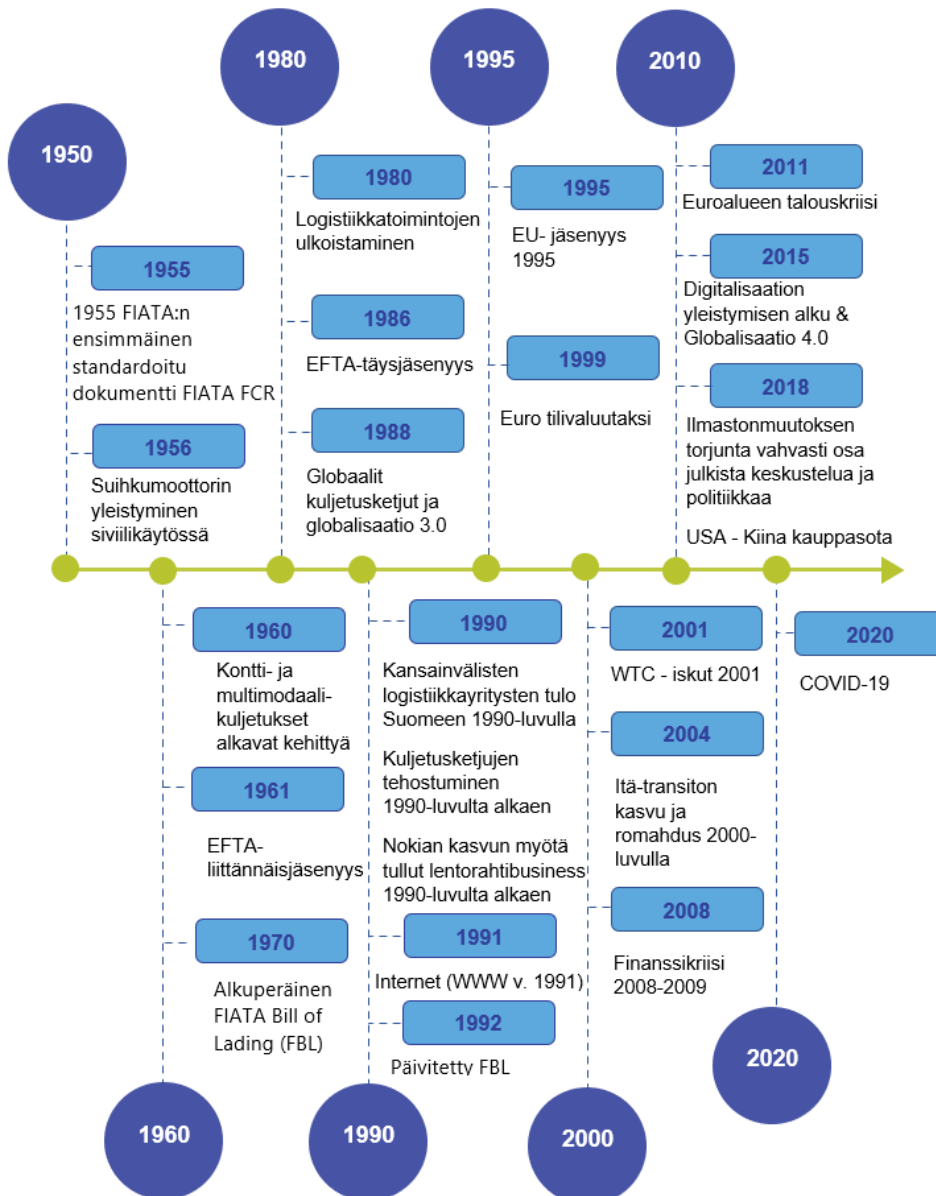 1950
1955
1955 FIATA:n
ensimmäinen
standardoitu
dokumentti FIATA FCR
1956
Suihkumoottorin
yleistyminen
siviilikäytössä
1980
1980
Logistiikkatoimintojen
ulkoistaminen
1986
EFTA-täysjäsenyys
1988
Globaalit
kuljetusketjut ja
globalisaatio 3.0
1995
1995
EU- jäsenyys
1995
1999
Euro tilivaluutaksi
2010
2011
Euroalueen talouskriisi
2015
Digitalisaation
yleistymisen alku &
Globalisaatio 4.0
2018
Ilmastonmuutoksen
torjunta vahvasti osa
julkista keskustelua ja
politiikkaa
USA - Kiina kauppasota
1960
Kontti- ja
multimodaali-
kuljetukset
alkavat kehittyä
1961
EFTA-
liittännäisjäsenyys
1970
Alkuperäinen
FIATA Bill of
Lading (FBL)
1960
1990
Kansainvälisten
logistiikkayritysten tulo
Suomeen 1990-luvulla
Kuljetusketjujen
tehostuminen
1990-luvulta alkaen
Nokian kasvun myötä
tullut lentorahtibusiness
1990-luvulta alkaen
1991
Internet (WWW v. 1991)
1992
Päivitetty FBL
1990
2001
WTC - iskut 2001
2004
Itä-transiton
kasvu ja
romahdus 2000-
luvulla
2008
Finanssikriisi
2008-2009
2000
2020
COVID-19
2020